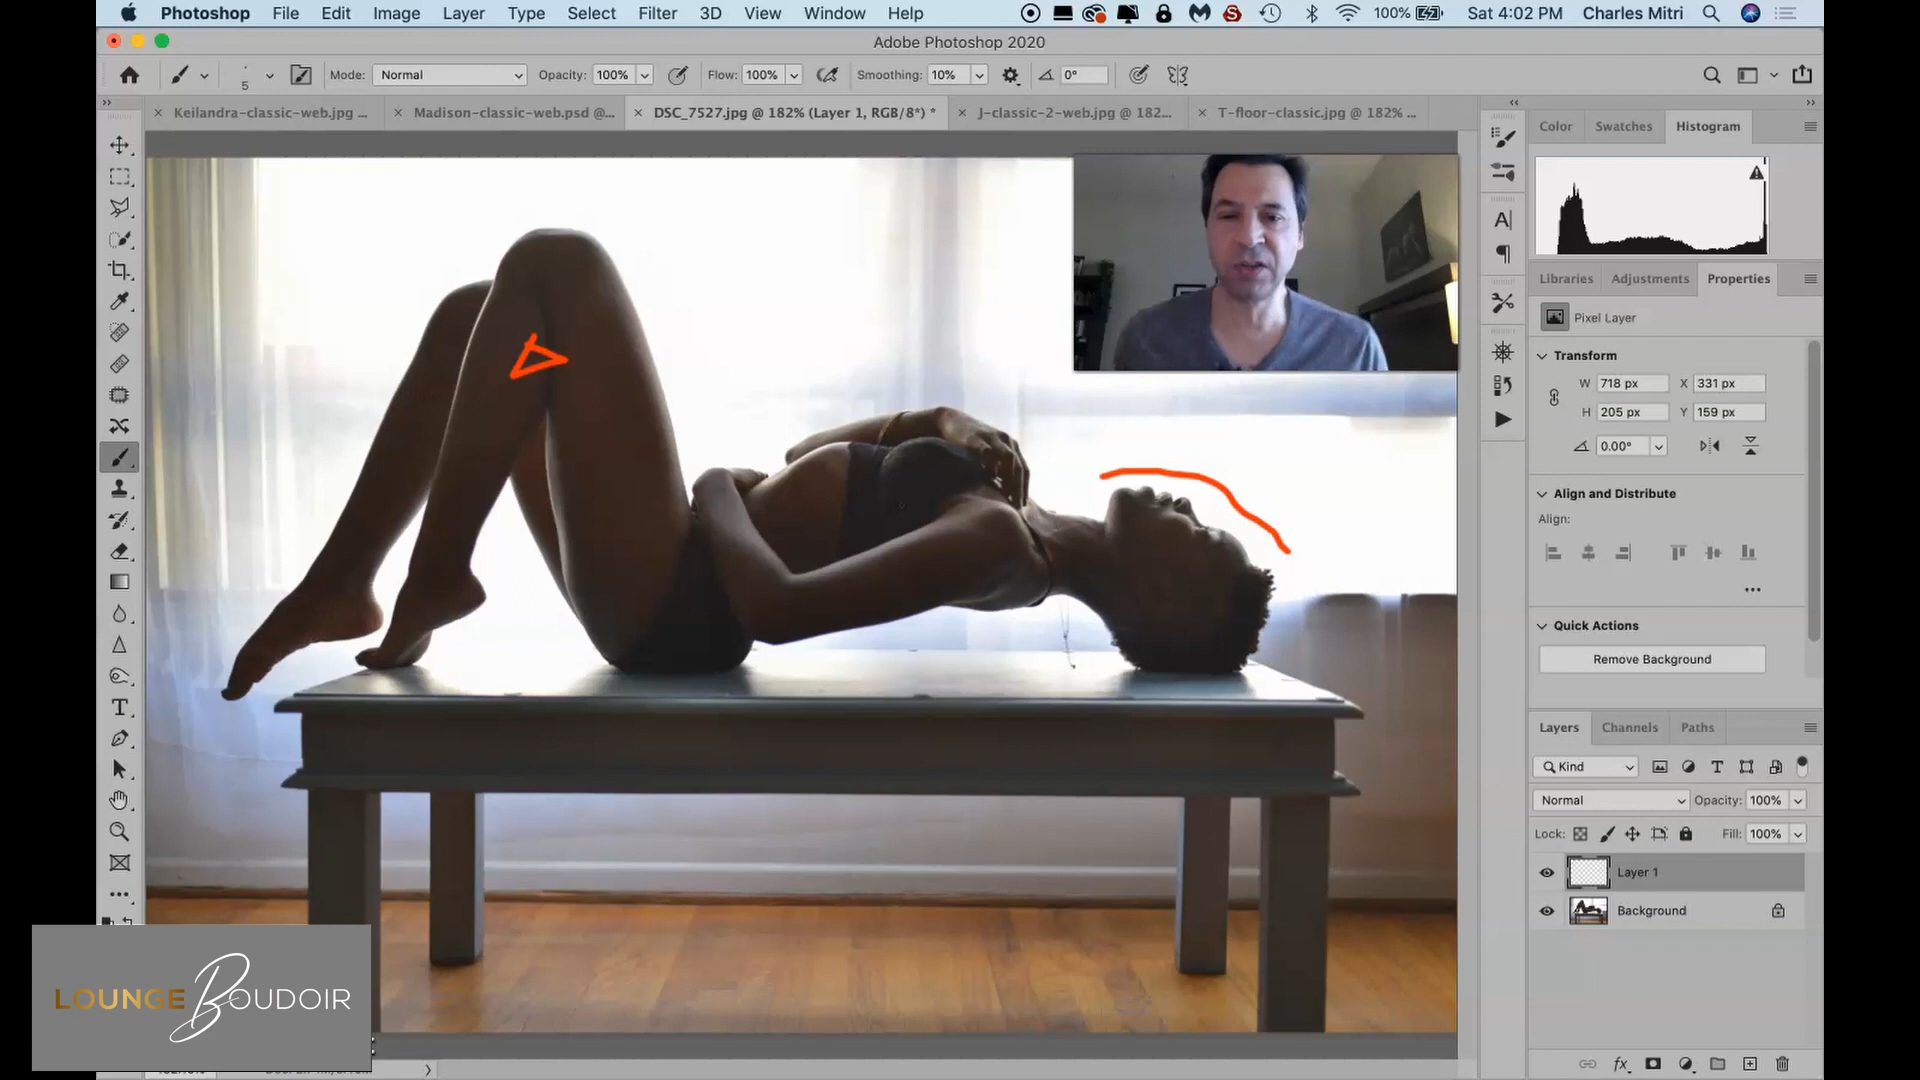 Photoshop File Edit Image Layer Type Select Filter 3D View Window Help 100% Sat 4:02 PM Charles Mitri
Adobe Photoshop 2020
5 Mode: Normal Opacity: 100% Flow: 100% Smoothing: 10% 0°
Keilandra-classic-web.jpg ... Madison-classic-web.psd @... DSC_7527.jpg @ 182% (Layer 1, RGB/8*) * J-classic-2-web.jpg @ 182... T-floor-classic.jpg @ 182% ...
Color Swatches Histogram
Libraries Adjustments Properties
Pixel Layer
Transform
W 718 px X 331 px
H 205 px Y 159 px
0.00°
Align and Distribute
Align:
Quick Actions
Remove Background
Layers Channels Paths
Kind
Normal Opacity: 100%
Lock: Fill: 100%
Layer 1
Background
LOUNGE BOUDOIR